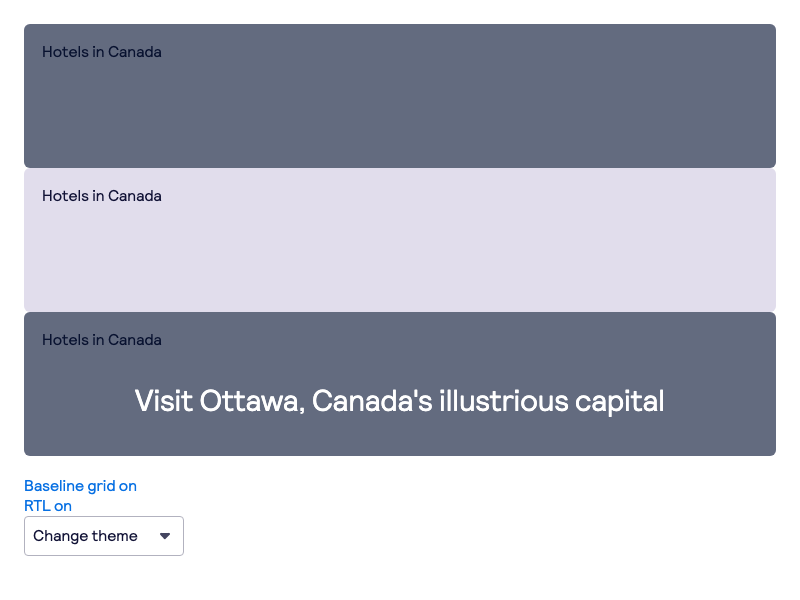 Hotels in Canada
Hotels in Canada
Hotels in Canada
Visit Ottawa, Canada's illustrious capital
Baseline grid on
RTL on
Change theme